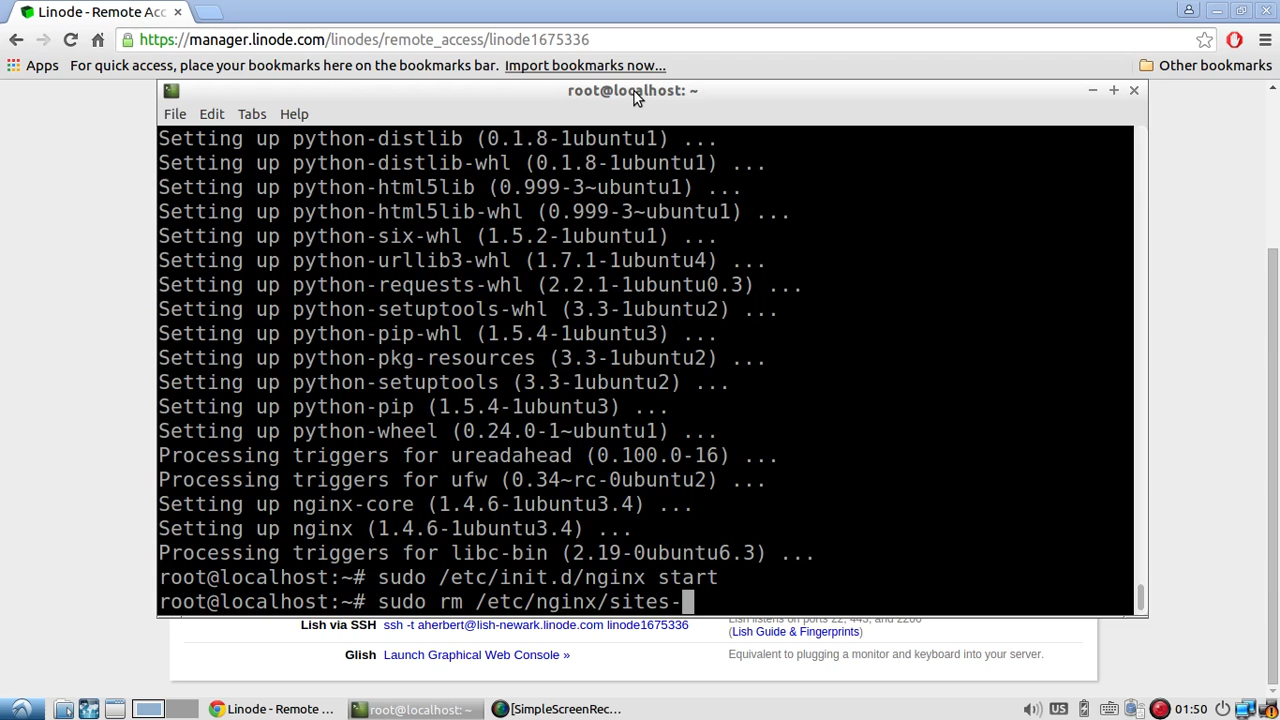 Linode - Remote Acc
https://manager.linode.com/linodes/remote_access/linode1675336
Apps For quick access, place your bookmarks here on the bookmarks bar. Import bookmarks now... Other bookmarks
root@localhost: ~
File Edit Tabs Help
Setting up python-distlib (0.1.8-1ubuntu1) ...
Setting up python-distlib-whl (0.1.8-1ubuntu1) ...
Setting up python-html5lib (0.999-3~ubuntu1) ...
Setting up python-html5lib-whl (0.999-3~ubuntu1) ...
Setting up python-six-whl (1.5.2-1ubuntu1) ...
Setting up python-urllib3-whl (1.7.1-1ubuntu4) ...
Setting up python-requests-whl (2.2.1-1ubuntu0.3) ...
Setting up python-setuptools-whl (3.3-1ubuntu2) ...
Setting up python-pip-whl (1.5.4-1ubuntu3) ...
Setting up python-pkg-resources (3.3-1ubuntu2) ...
Setting up python-setuptools (3.3-1ubuntu2) ...
Setting up python-pip (1.5.4-1ubuntu3) ...
Setting up python-wheel (0.24.0-1~ubuntu1) ...
Processing triggers for ureadahead (0.100.0-16) ...
Processing triggers for ufw (0.34~rc-0ubuntu2) ...
Setting up nginx-core (1.4.6-1ubuntu3.4) ...
Setting up nginx (1.4.6-1ubuntu3.4) ...
Processing triggers for libc-bin (2.19-0ubuntu6.3) ...
root@localhost:~# sudo /etc/init.d/nginx start
root@localhost:~# sudo rm /etc/nginx/sites-
Lish via SSH ssh -t aherbert@lish-newark.linode.com linode1675336
(Lish Guide & Fingerprints)
Glish Launch Graphical Web Console » Equivalent to plugging a monitor and keyboard into your server.
Linode - Remote ... root@localhost: ~ [SimpleScreenRec... US 01:50